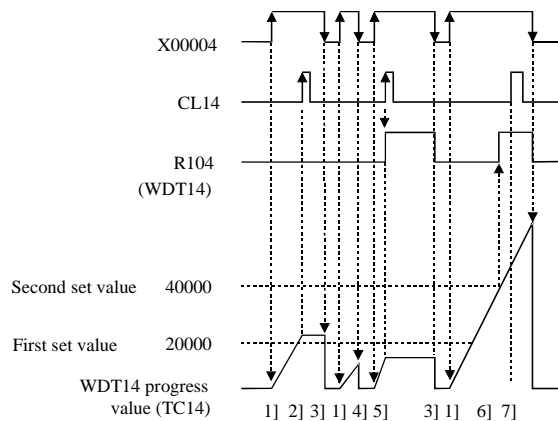 X00004
CL14
R104
(WDT14)
Second set value 40000
First set value 20000
WDT14 progress
value (TC14)
1] 2] 3] 1] 4] 5] 3] 1] 6] 7]